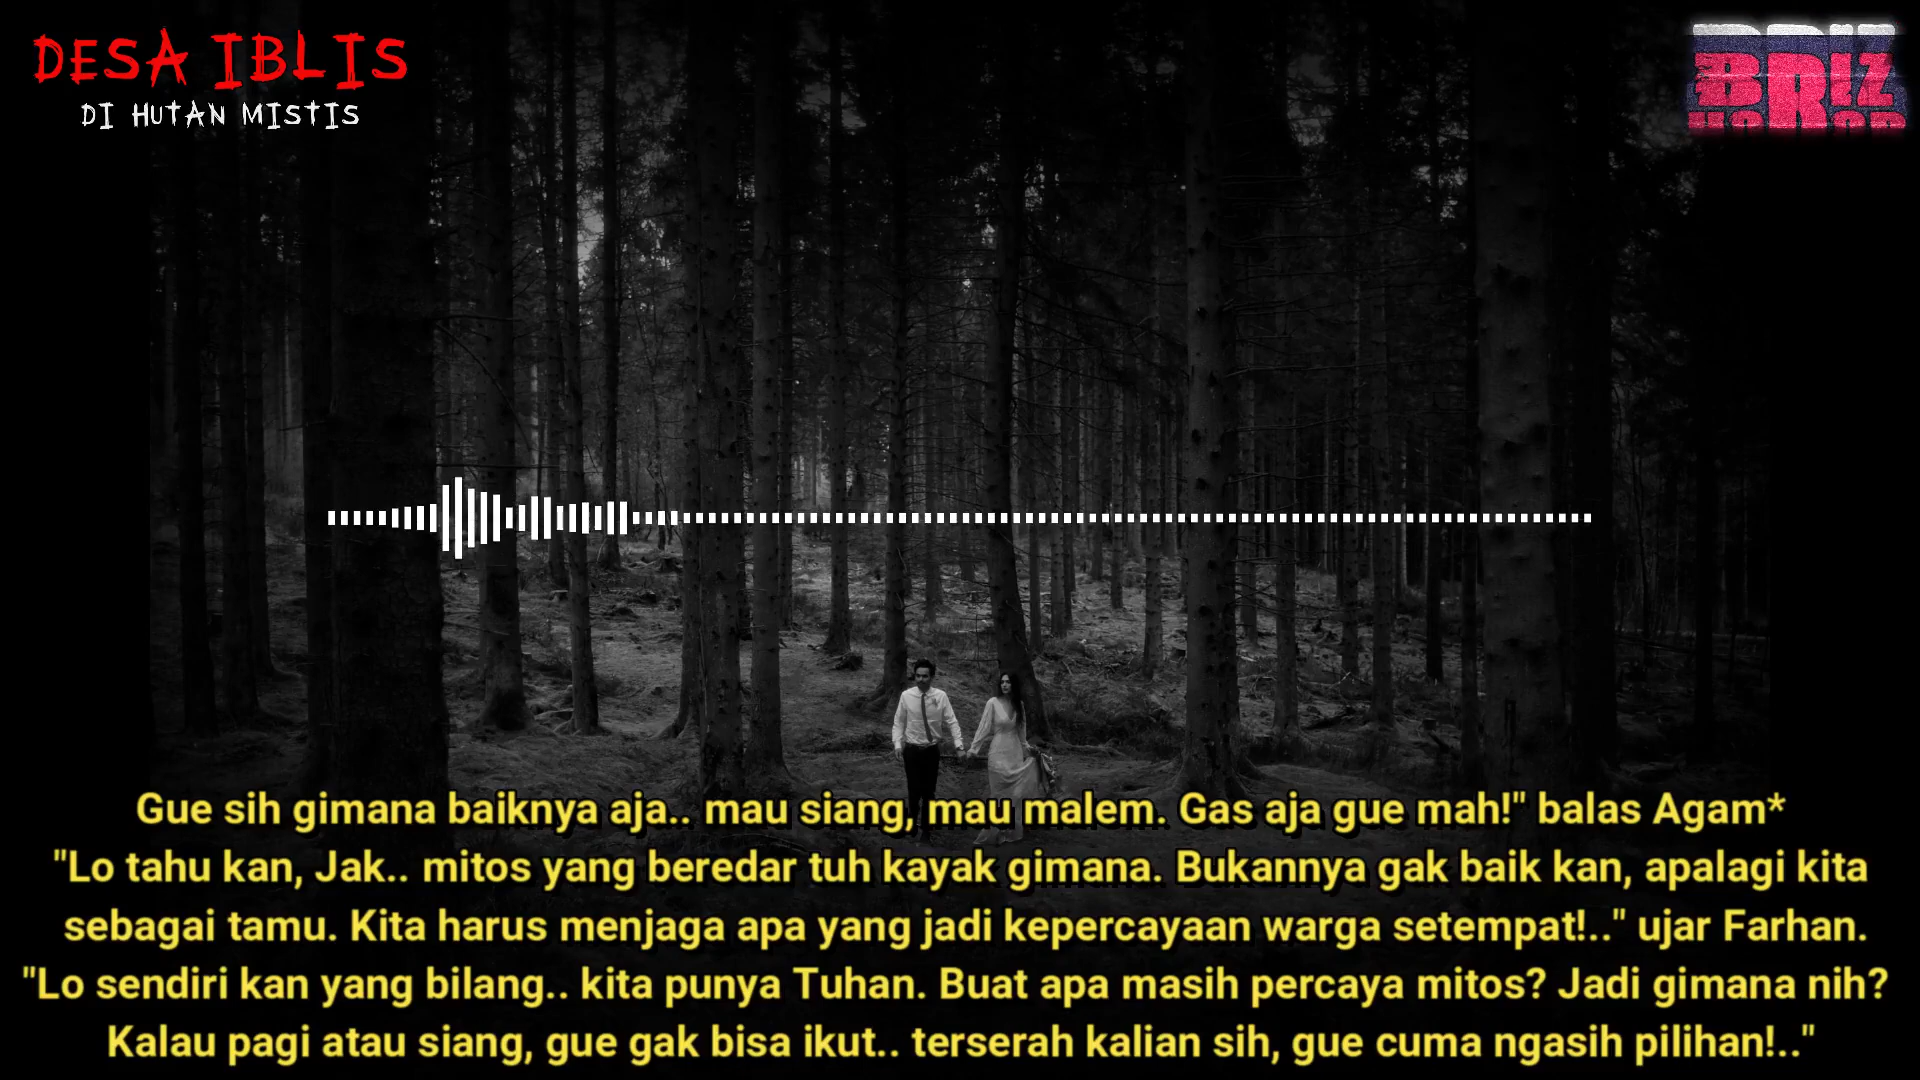 DESA IBLIS
DI HUTAN MISTIS
BRIZ
Gue sih gimana baiknya aja.. mau siang, mau malem. Gas aja gue mah!" balas Agam*
"Lo tahu kan, Jak.. mitos yang beredar tuh kayak gimana. Bukannya gak baik kan, apalagi kita
sebagai tamu. Kita harus menjaga apa yang jadi kepercayaan warga setempat!.." ujar Farhan.
"Lo sendiri kan yang bilang.. kita punya Tuhan. Buat apa masih percaya mitos? Jadi gimana nih?
Kalau pagi atau siang, gue gak bisa ikut.. terserah kalian sih, gue cuma ngasih pilihan!.."